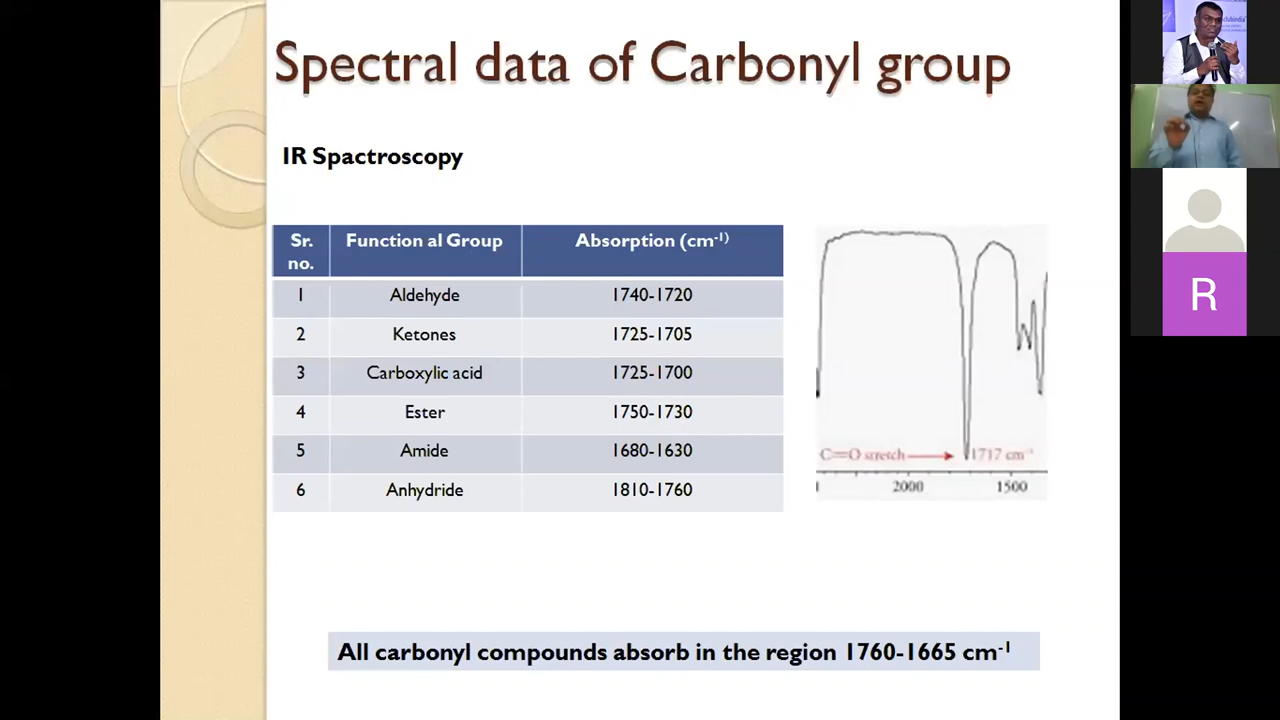 Spectral data of Carbonyl group
IR Spactroscopy
Sr. no. Function al Group Absorption (cm-1)
1 Aldehyde 1740-1720
2 Ketones 1725-1705
3 Carboxylic acid 1725-1700
4 Ester 1750-1730
5 Amide 1680-1630
6 Anhydride 1810-1760
C=O stretch 1717 cm-1
2000 1500
All carbonyl compounds absorb in the region 1760-1665 cm-1
R